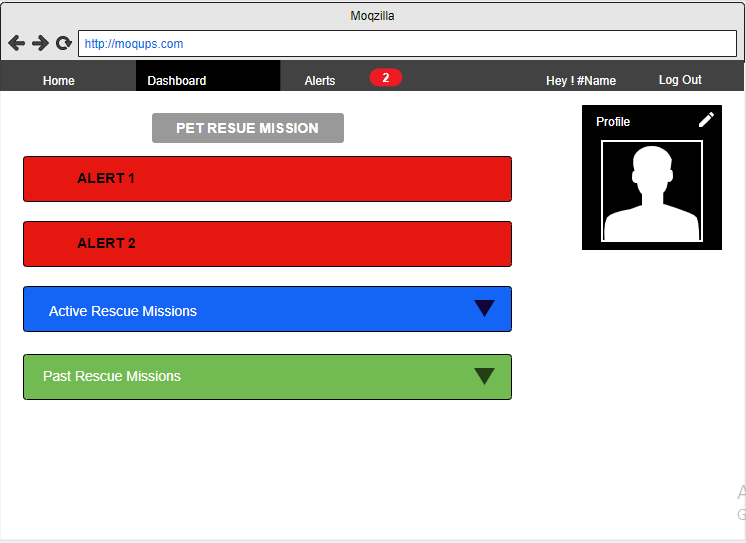 Moqzilla
http://moqups.com
Home Dashboard Alerts 2 Hey ! #Name Log Out
PET RESUE MISSION
Profile
ALERT 1
ALERT 2
Active Rescue Missions
Past Rescue Missions
A
G